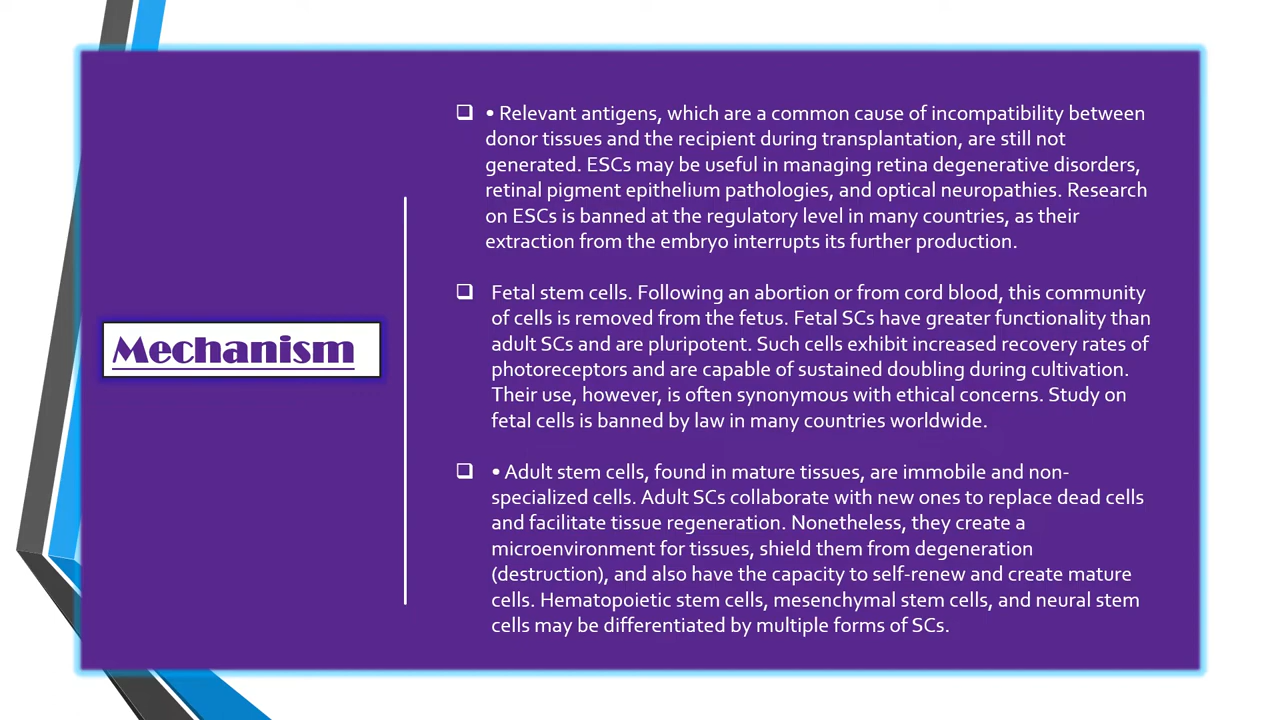 Mechanism
❑ • Relevant antigens, which are a common cause of incompatibility between
donor tissues and the recipient during transplantation, are still not
generated. ESCs may be useful in managing retina degenerative disorders,
retinal pigment epithelium pathologies, and optical neuropathies. Research
on ESCs is banned at the regulatory level in many countries, as their
extraction from the embryo interrupts its further production.
❑ Fetal stem cells. Following an abortion or from cord blood, this community
of cells is removed from the fetus. Fetal SCs have greater functionality than
adult SCs and are pluripotent. Such cells exhibit increased recovery rates of
photoreceptors and are capable of sustained doubling during cultivation.
Their use, however, is often synonymous with ethical concerns. Study on
fetal cells is banned by law in many countries worldwide.
❑ • Adult stem cells, found in mature tissues, are immobile and non-
specialized cells. Adult SCs collaborate with new ones to replace dead cells
and facilitate tissue regeneration. Nonetheless, they create a
microenvironment for tissues, shield them from degeneration
(destruction), and also have the capacity to self-renew and create mature
cells. Hematopoietic stem cells, mesenchymal stem cells, and neural stem
cells may be differentiated by multiple forms of SCs.